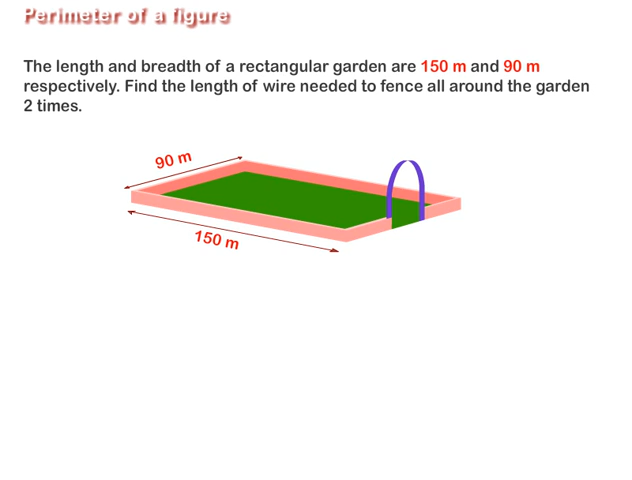 Perimeter of a figure
The length and breadth of a rectangular garden are 150 m and 90 m
respectively. Find the length of wire needed to fence all around the garden
2 times.
90 m
150 m